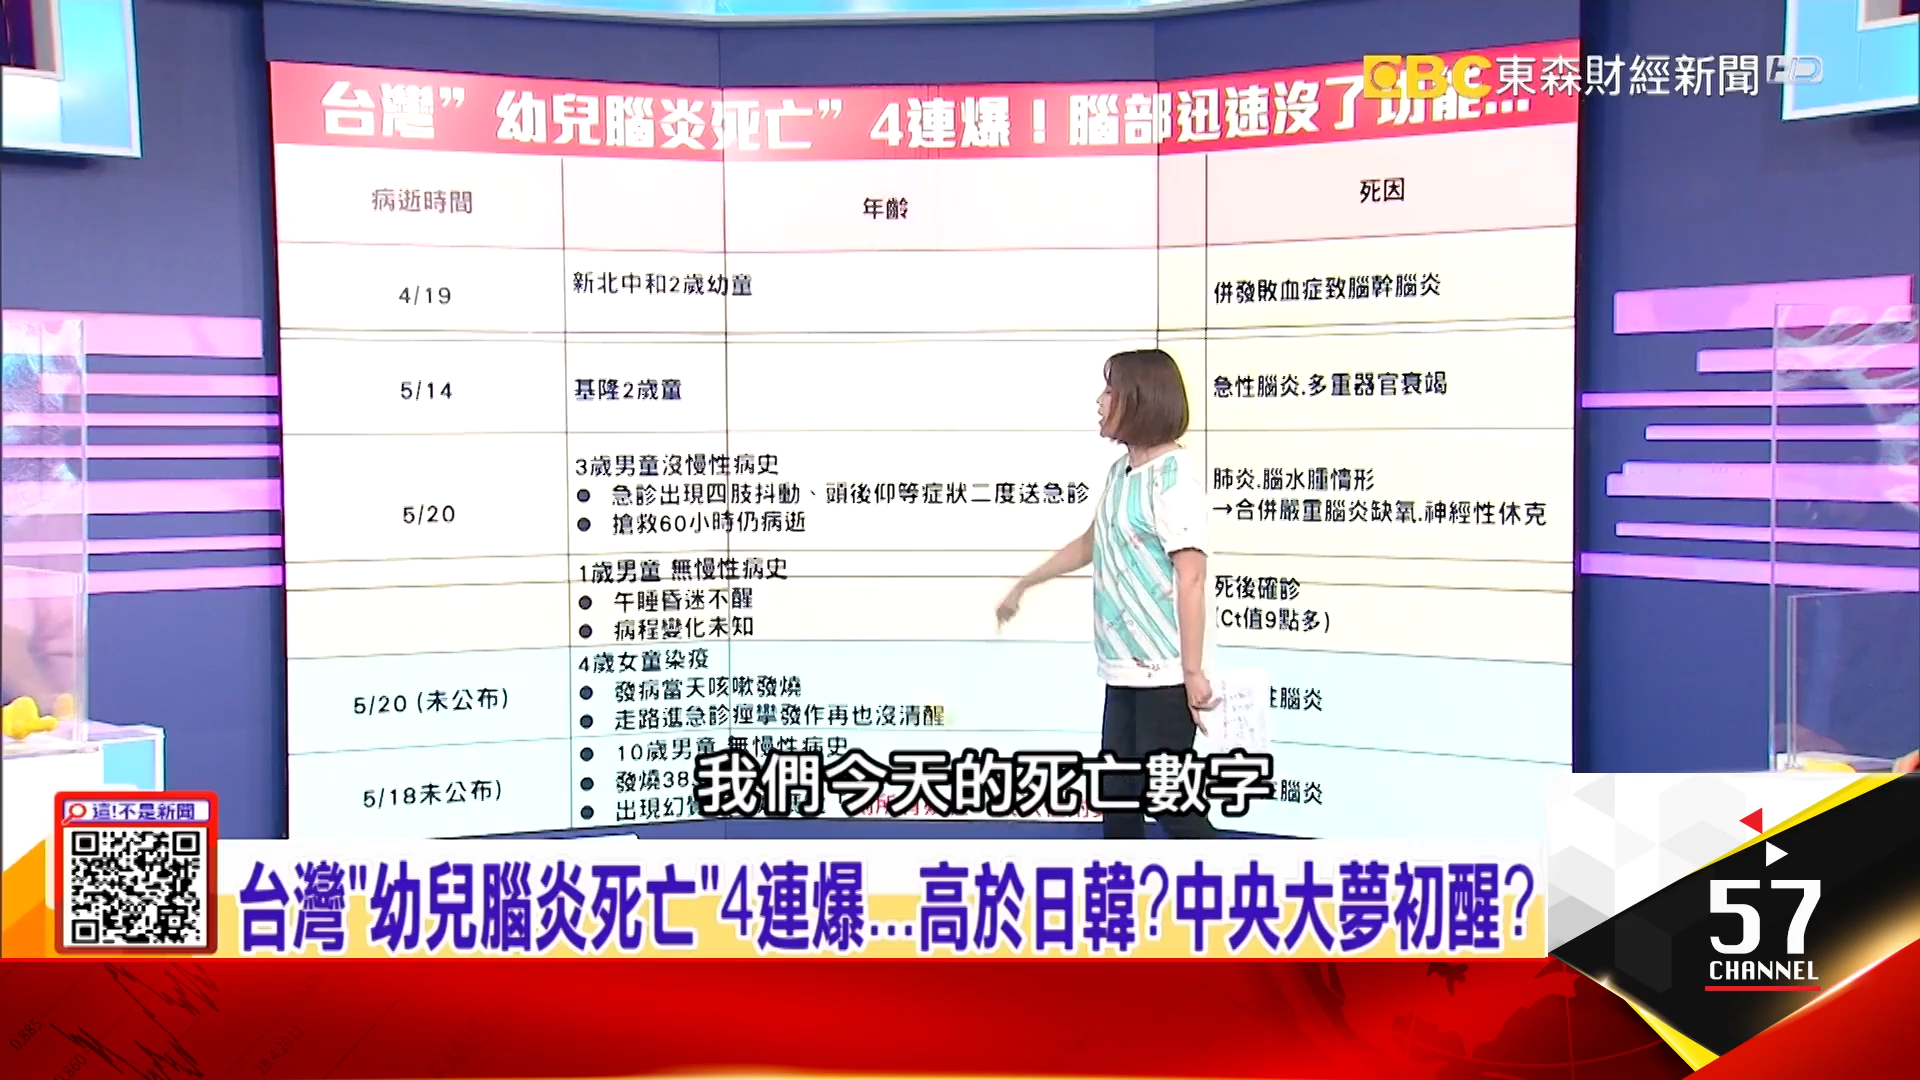 EBC 東森財經新聞 HD
台灣"幼兒腦炎死亡"4連爆！腦部迅速沒了功能...
病逝時間
年齡
死因
4/19
新北中和2歲幼童
併發敗血症致腦幹腦炎
5/14
基隆2歲童
急性腦炎.多重器官衰竭
5/20
3歲男童沒慢性病史
● 急診出現四肢抖動、頭後仰等症狀二度送急診
● 搶救60小時仍病逝
肺炎.腦水腫情形
→合併嚴重腦炎缺氧.神經性休克
1歲男童 無慢性病史
● 午睡昏迷不醒
● 病程變化未知
死後確診
(Ct值9點多)
5/20 (未公布)
4歲女童染疫
● 發病當天咳嗽發燒
● 走路進急診痙攣發作再也沒清醒
性腦炎
5/18未公布)
● 10歲男童 無慢性病史
● 發燒38
● 出現幻
腦炎
我們今天的死亡數字
這!不是新聞
台灣"幼兒腦炎死亡"4連爆...高於日韓?中央大夢初醒?
57
CHANNEL
0.885
0.860
18.4.2011